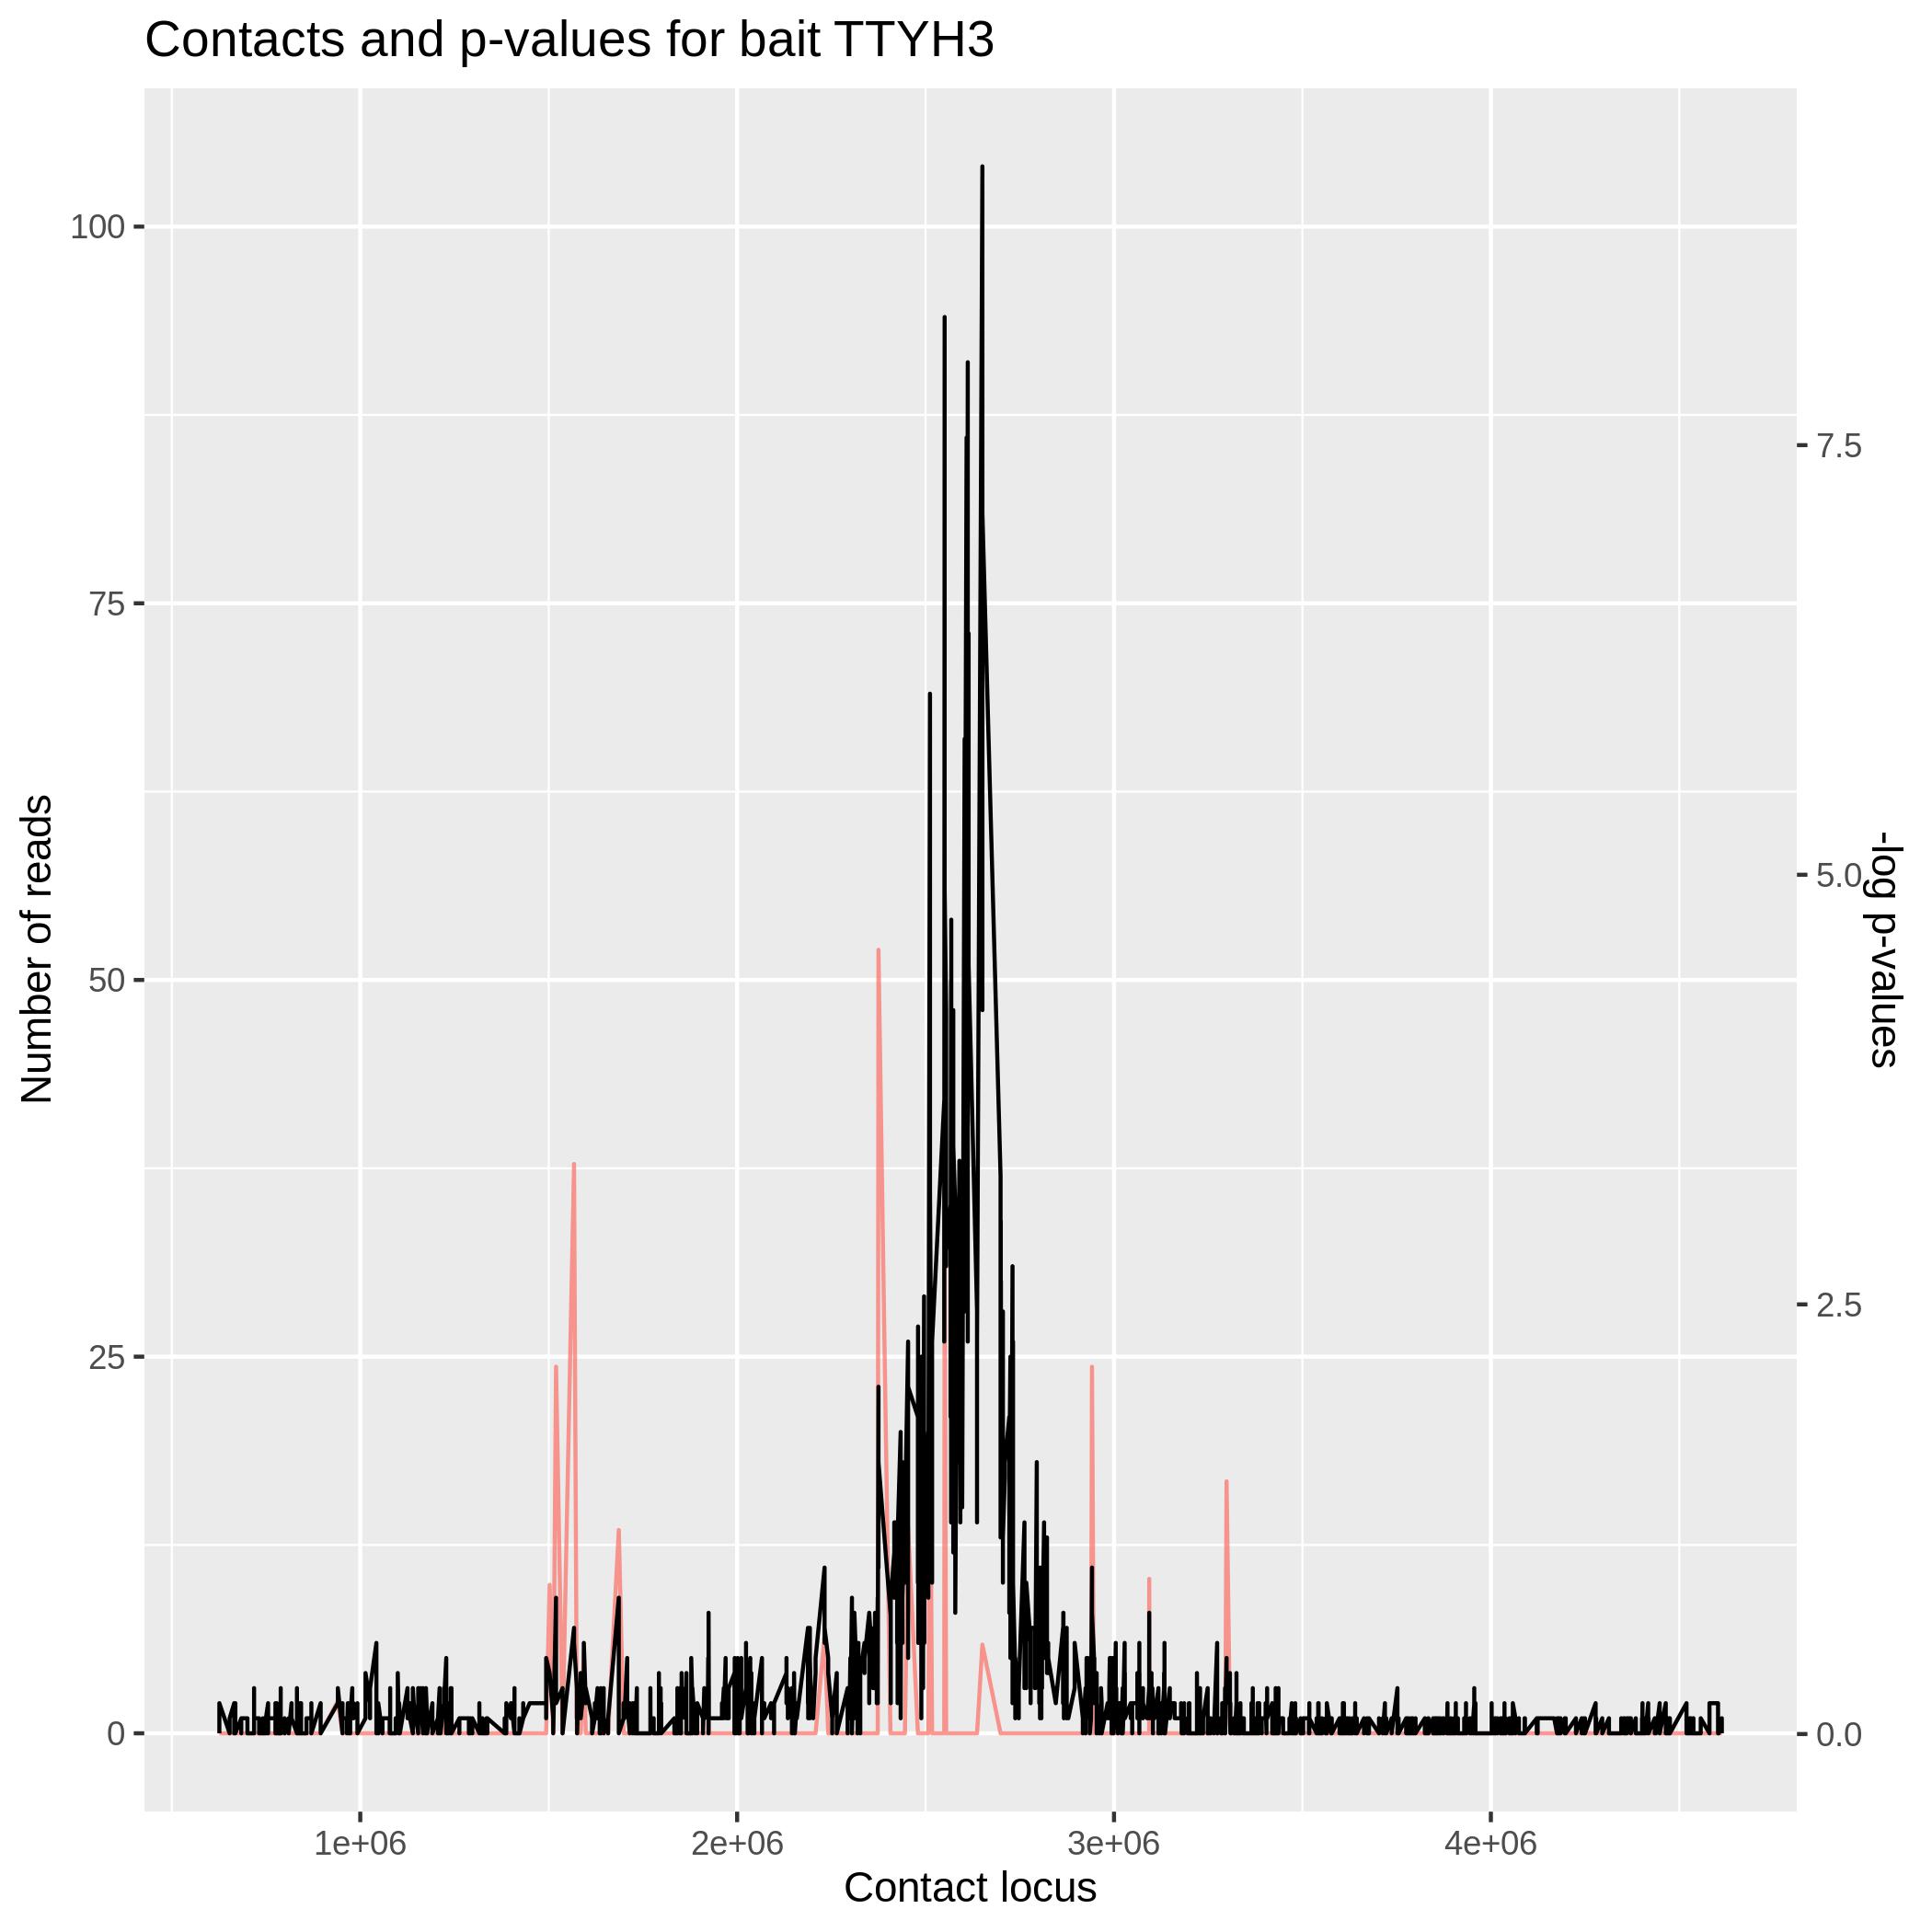 Contacts and p-values for bait TTYH3
100
75
50
25
0
Number of reads
7.5
5.0
2.5
0.0
-log p-values
1e+06
2e+06
3e+06
4e+06
Contact locus